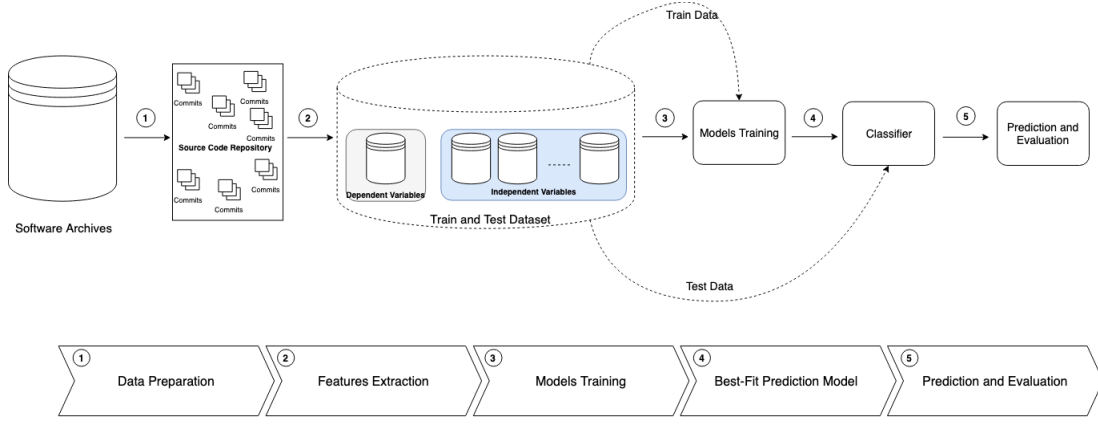 Train Data
Commits
Commits
Commits
Commits
Source Code Repository
Commits
Commits
Commits
Software Archives
1
2
Dependent Variables
Independent Variables
Train and Test Dataset
3
Models Training
4
Classifier
5
Prediction and
Evaluation
Test Data
1
Data Preparation
2
Features Extraction
3
Models Training
4
Best-Fit Prediction Model
5
Prediction and Evaluation